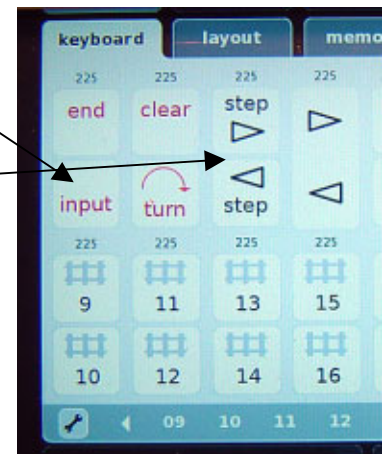 keyboard layout memo
225 225 225 225
end clear step
input turn step
225 225 225 225
9 11 13 15
10 12 14 16
09 10 11 12